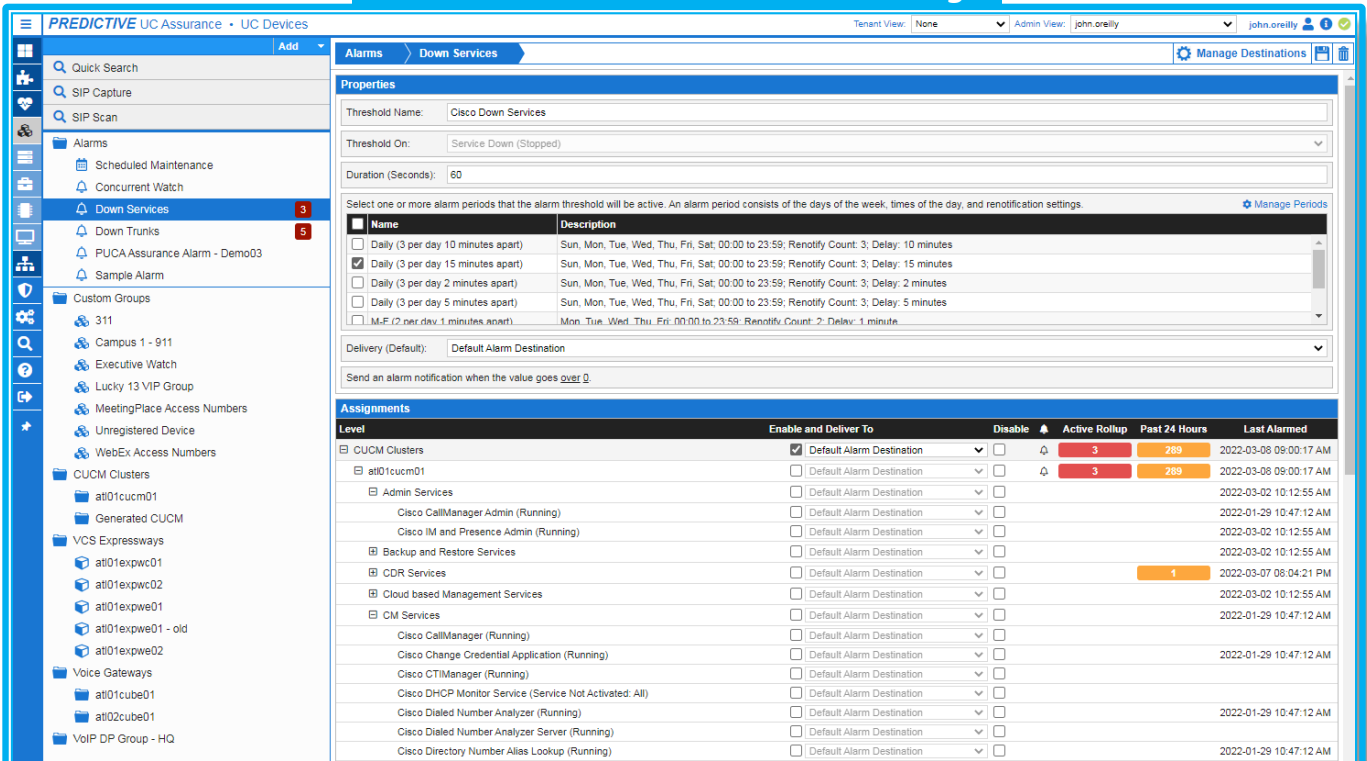 PREDICTIVE UC Assurance • UC Devices
Tenant View: None Admin View: john.oreilly john.oreilly
Add
Quick Search
SIP Capture
SIP Scan
Alarms
Scheduled Maintenance
Concurrent Watch
Down Services 3
Down Trunks 5
PUCA Assurance Alarm - Demo03
Sample Alarm
Custom Groups
311
Campus 1 - 911
Executive Watch
Lucky 13 VIP Group
MeetingPlace Access Numbers
Unregistered Device
WebEx Access Numbers
CUCM Clusters
atl01cucm01
Generated CUCM
VCS Expressways
atl01expwc01
atl01expwc02
atl01expwe01
atl01expwe01 - old
atl01expwe02
Voice Gateways
atl01cube01
atl02cube01
VoIP DP Group - HQ
Alarms Down Services Manage Destinations
Properties
Threshold Name: Cisco Down Services
Threshold On: Service Down (Stopped)
Duration (Seconds): 60
Select one or more alarm periods that the alarm threshold will be active. An alarm period consists of the days of the week, times of the day, and renotification settings. Manage Periods
Name Description
Daily (3 per day 10 minutes apart) Sun, Mon, Tue, Wed, Thu, Fri, Sat; 00:00 to 23:59; Renotify Count: 3; Delay: 10 minutes
Daily (3 per day 15 minutes apart) Sun, Mon, Tue, Wed, Thu, Fri, Sat; 00:00 to 23:59; Renotify Count: 3; Delay: 15 minutes
Daily (3 per day 2 minutes apart) Sun, Mon, Tue, Wed, Thu, Fri, Sat; 00:00 to 23:59; Renotify Count: 3; Delay: 2 minutes
Daily (3 per day 5 minutes apart) Sun, Mon, Tue, Wed, Thu, Fri, Sat; 00:00 to 23:59; Renotify Count: 3; Delay: 5 minutes
M-F (2 per day 1 minutes apart) Mon, Tue, Wed, Thu, Fri; 00:00 to 23:59; Renotify Count: 2; Delay: 1 minute
Delivery (Default): Default Alarm Destination
Send an alarm notification when the value goes over 0.
Assignments
Level Enable and Deliver To Disable Active Rollup Past 24 Hours Last Alarmed
CUCM Clusters Default Alarm Destination 3 289 2022-03-08 09:00:17 AM
atl01cucm01 Default Alarm Destination 3 289 2022-03-08 09:00:17 AM
Admin Services Default Alarm Destination 2022-03-02 10:12:55 AM
Cisco CallManager Admin (Running) Default Alarm Destination 2022-01-29 10:47:12 AM
Cisco IM and Presence Admin (Running) Default Alarm Destination 2022-03-02 10:12:55 AM
Backup and Restore Services Default Alarm Destination 2022-03-02 10:12:55 AM
CDR Services Default Alarm Destination 1 2022-03-07 08:04:21 PM
Cloud based Management Services Default Alarm Destination 2022-03-02 10:12:55 AM
CM Services Default Alarm Destination 2022-01-29 10:47:12 AM
Cisco CallManager (Running) Default Alarm Destination
Cisco Change Credential Application (Running) Default Alarm Destination 2022-01-29 10:47:12 AM
Cisco CTIManager (Running) Default Alarm Destination
Cisco DHCP Monitor Service (Service Not Activated: All) Default Alarm Destination
Cisco Dialed Number Analyzer (Running) Default Alarm Destination 2022-01-29 10:47:12 AM
Cisco Dialed Number Analyzer Server (Running) Default Alarm Destination
Cisco Directory Number Alias Lookup (Running) Default Alarm Destination 2022-01-29 10:47:12 AM